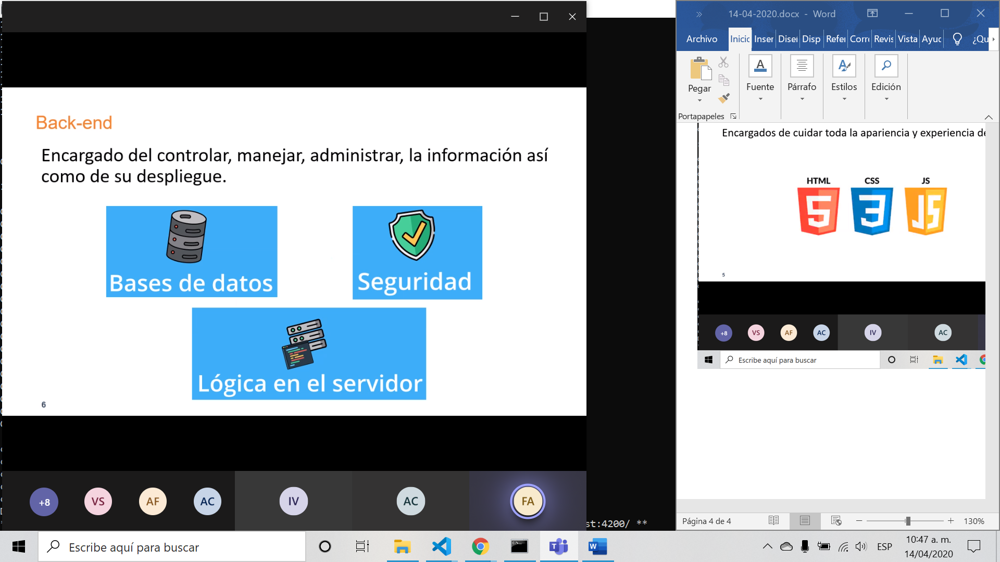 Back-end
Encargado del controlar, manejar, administrar, la información así
como de su despliegue.
Bases de datos
Seguridad
Lógica en el servidor
6
+8
VS
AF
AC
IV
AC
FA
st:4200/ **
14-04-2020.docx - Word
Archivo
Inicio
Inser
Diseñ
Disp
Refer
Corre
Revis
Vista
Ayud
¿Qu
Pegar
Fuente
Párrafo
Estilos
Edición
Portapapeles
Encargados de cuidar toda la apariencia y experiencia de
HTML
CSS
JS
5
+8
VS
AF
AC
IV
AC
Escribe aquí para buscar
Página 4 de 4
130%
Escribe aquí para buscar
ESP
10:47 a. m.
14/04/2020